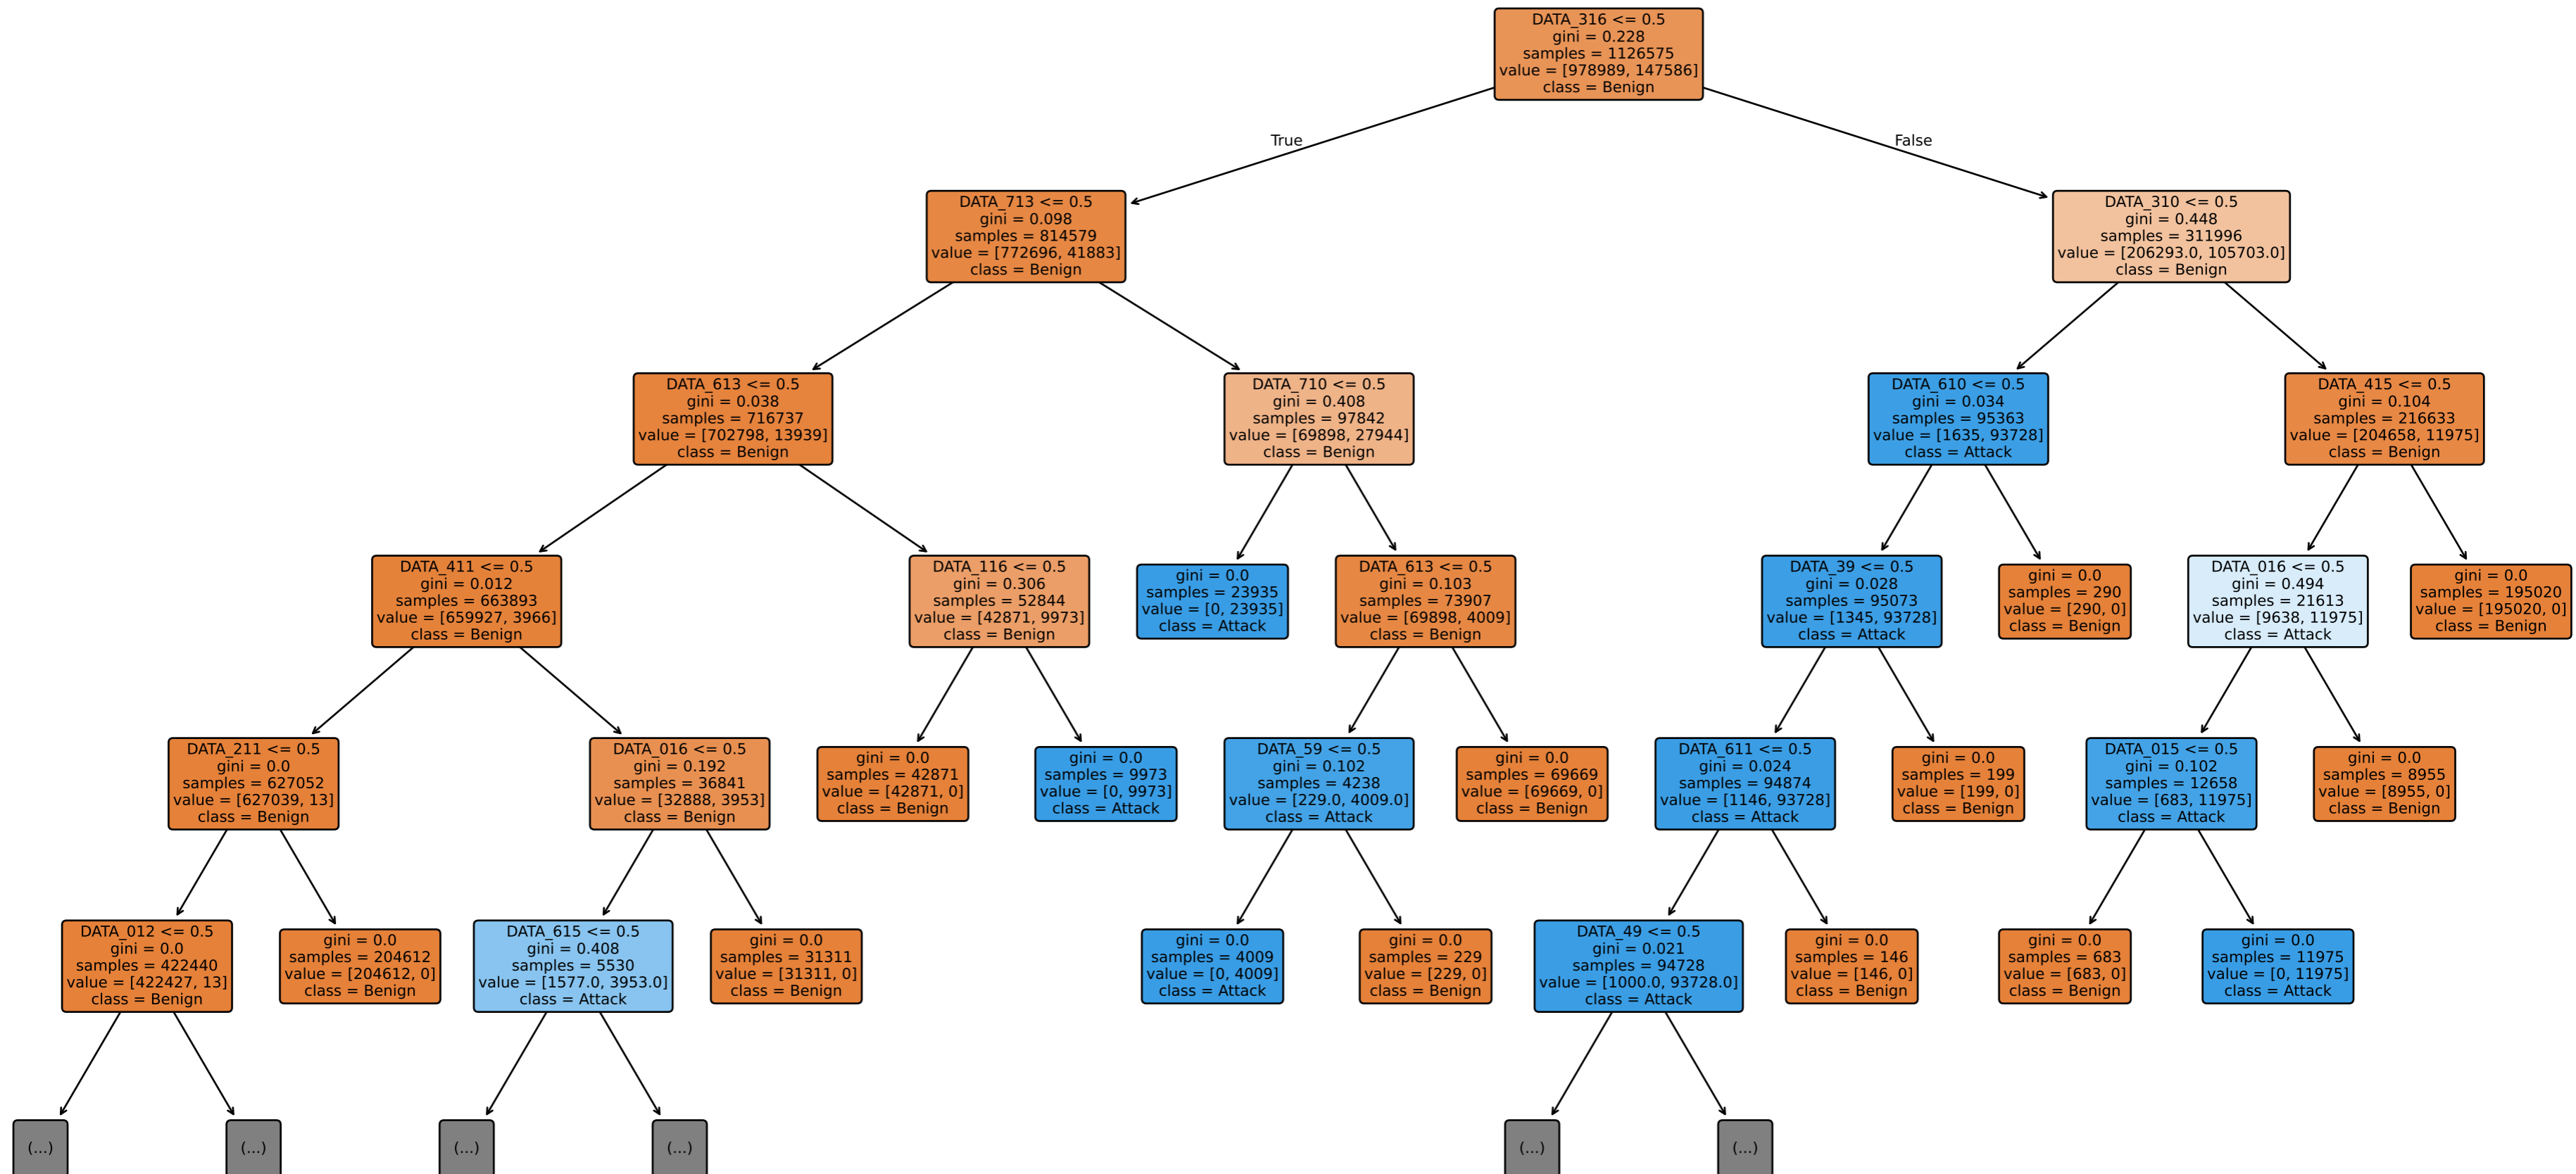 DATA_316 <= 0.5
gini = 0.228
samples = 1126575
value = [978989, 147586]
class = Benign
True
False
DATA_713 <= 0.5
gini = 0.098
samples = 814579
value = [772696, 41883]
class = Benign
DATA_310 <= 0.5
gini = 0.448
samples = 311996
value = [206293.0, 105703.0]
class = Benign
DATA_613 <= 0.5
gini = 0.038
samples = 716737
value = [702798, 13939]
class = Benign
DATA_710 <= 0.5
gini = 0.408
samples = 97842
value = [69898, 27944]
class = Benign
DATA_610 <= 0.5
gini = 0.034
samples = 95363
value = [1635, 93728]
class = Attack
DATA_415 <= 0.5
gini = 0.104
samples = 216633
value = [204658, 11975]
class = Benign
DATA_411 <= 0.5
gini = 0.012
samples = 663893
value = [659927, 3966]
class = Benign
DATA_116 <= 0.5
gini = 0.306
samples = 52844
value = [42871, 9973]
class = Benign
gini = 0.0
samples = 23935
value = [0, 23935]
class = Attack
DATA_613 <= 0.5
gini = 0.103
samples = 73907
value = [69898, 4009]
class = Benign
DATA_39 <= 0.5
gini = 0.028
samples = 95073
value = [1345, 93728]
class = Attack
gini = 0.0
samples = 290
value = [290, 0]
class = Benign
DATA_016 <= 0.5
gini = 0.494
samples = 21613
value = [9638, 11975]
class = Attack
gini = 0.0
samples = 195020
value = [195020, 0]
class = Benign
DATA_211 <= 0.5
gini = 0.0
samples = 627052
value = [627039, 13]
class = Benign
DATA_016 <= 0.5
gini = 0.192
samples = 36841
value = [32888, 3953]
class = Benign
gini = 0.0
samples = 42871
value = [42871, 0]
class = Benign
gini = 0.0
samples = 9973
value = [0, 9973]
class = Attack
DATA_59 <= 0.5
gini = 0.102
samples = 4238
value = [229.0, 4009.0]
class = Attack
gini = 0.0
samples = 69669
value = [69669, 0]
class = Benign
DATA_611 <= 0.5
gini = 0.024
samples = 94874
value = [1146, 93728]
class = Attack
gini = 0.0
samples = 199
value = [199, 0]
class = Benign
DATA_015 <= 0.5
gini = 0.102
samples = 12658
value = [683, 11975]
class = Attack
gini = 0.0
samples = 8955
value = [8955, 0]
class = Benign
DATA_012 <= 0.5
gini = 0.0
samples = 422440
value = [422427, 13]
class = Benign
gini = 0.0
samples = 204612
value = [204612, 0]
class = Benign
DATA_615 <= 0.5
gini = 0.408
samples = 5530
value = [1577.0, 3953.0]
class = Attack
gini = 0.0
samples = 31311
value = [31311, 0]
class = Benign
gini = 0.0
samples = 4009
value = [0, 4009]
class = Attack
gini = 0.0
samples = 229
value = [229, 0]
class = Benign
DATA_49 <= 0.5
gini = 0.021
samples = 94728
value = [1000.0, 93728.0]
class = Attack
gini = 0.0
samples = 146
value = [146, 0]
class = Benign
gini = 0.0
samples = 683
value = [683, 0]
class = Benign
gini = 0.0
samples = 11975
value = [0, 11975]
class = Attack
(...)
(...)
(...)
(...)
(...)
(...)